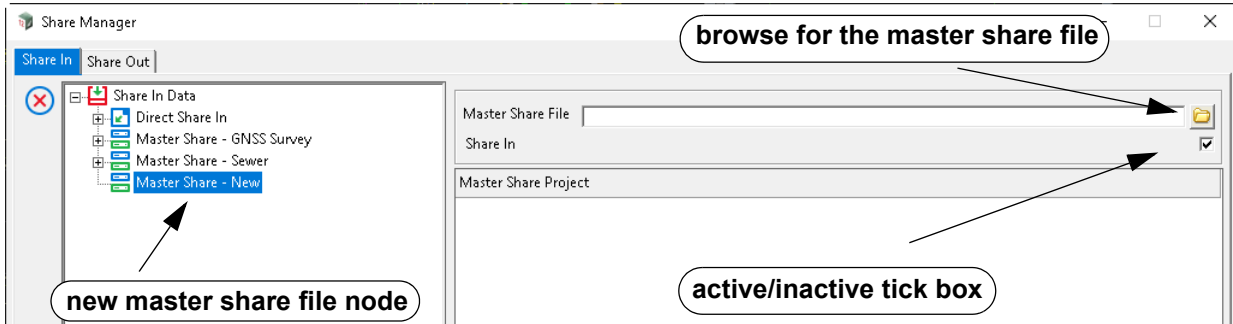 Share Manager
browse for the master share file
Share In
Share Out
Share In Data
Direct Share In
Master Share - GNSS Survey
Master Share - Sewer
Master Share - New
Master Share File
Share In
Master Share Project
new master share file node
active/inactive tick box